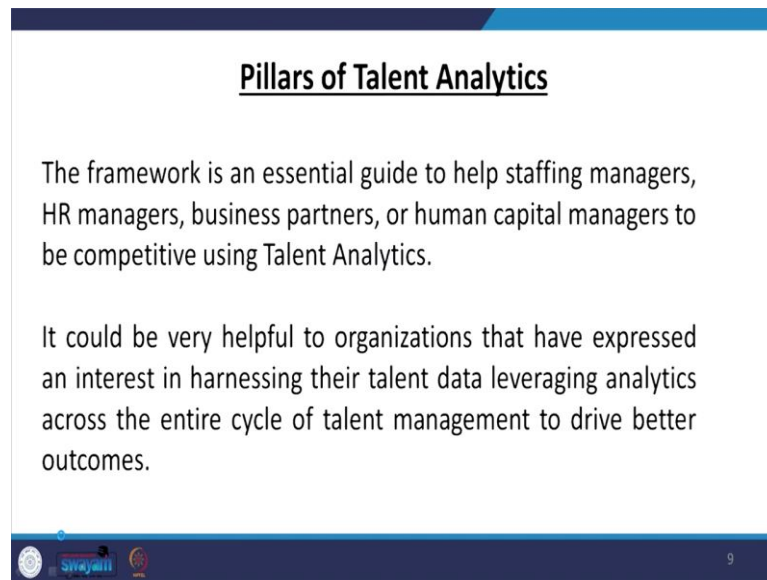 Pillars of Talent Analytics
The framework is an essential guide to help staffing managers,
HR managers, business partners, or human capital managers to
be competitive using Talent Analytics.
It could be very helpful to organizations that have expressed
an interest in harnessing their talent data leveraging analytics
across the entire cycle of talent management to drive better
outcomes.
swayam
9